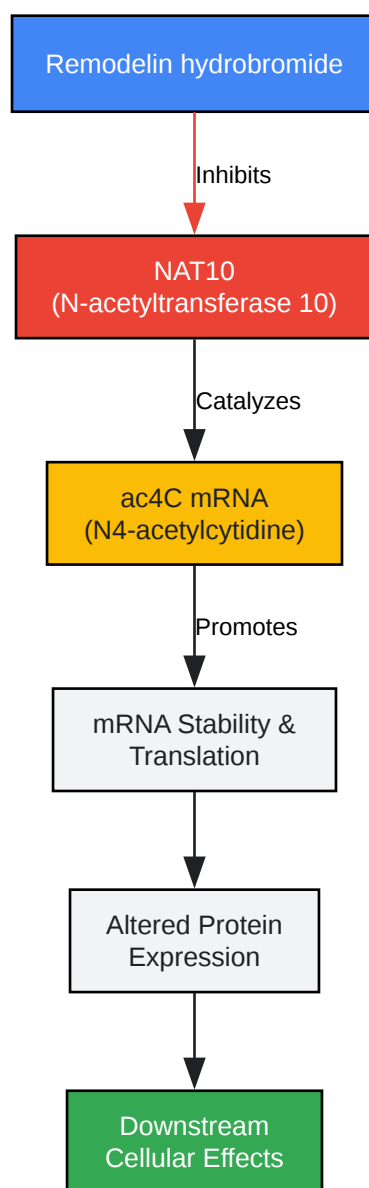 Remodelin hydrobromide
Inhibits
NAT10
(N-acetyltransferase 10)
Catalyzes
ac4C mRNA
(N4-acetylcytidine)
Promotes
mRNA Stability &
Translation
Altered Protein
Expression
Downstream
Cellular Effects